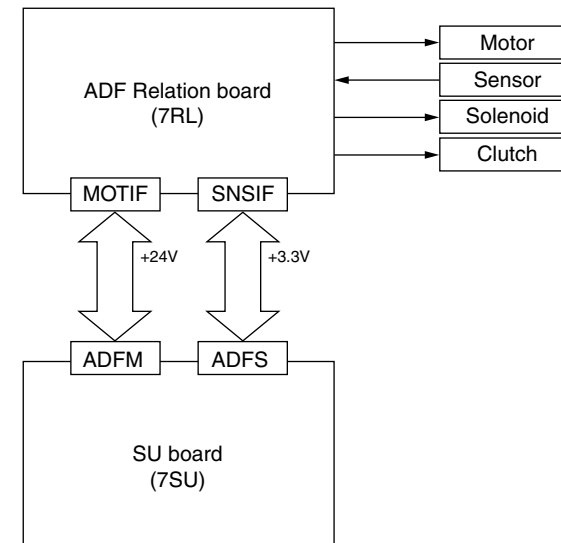 ADF Relation board
(7RL)
Motor
Sensor
Solenoid
Clutch
MOTIF
SNSIF
+24V
+3.3V
ADFM
ADFS
SU board
(7SU)